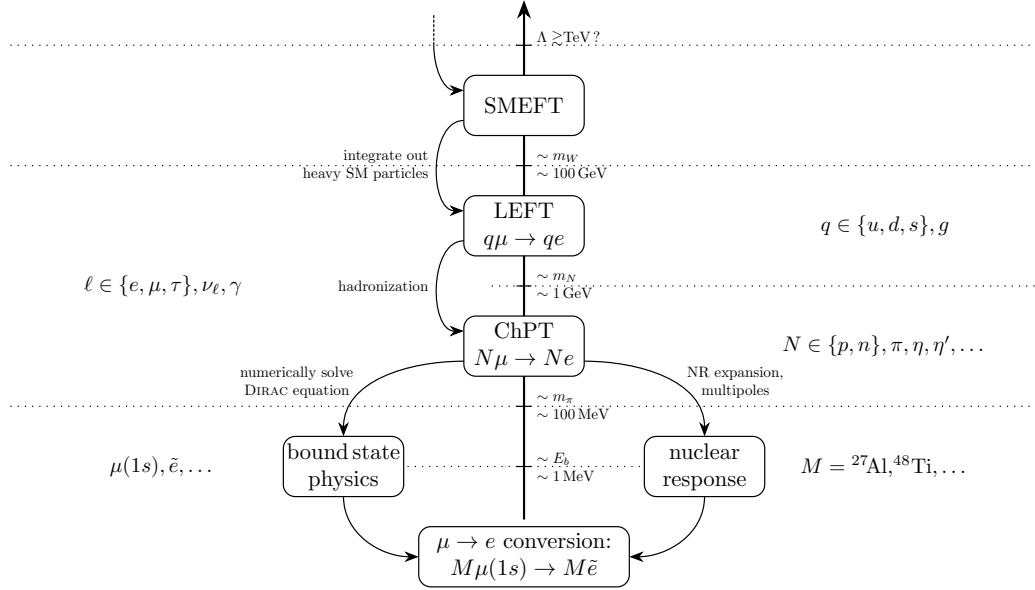 Λ ≳ TeV ?
SMEFT
integrate out
heavy SM particles
∼ m_W
∼ 100 GeV
LEFT
qμ → qe
q ∈ {u, d, s}, g
ℓ ∈ {e, μ, τ}, ν_ℓ, γ
hadronization
∼ m_N
∼ 1 GeV
ChPT
Nμ → Ne
N ∈ {p, n}, π, η, η′, …
numerically solve
DIRAC equation
NR expansion,
multipoles
∼ m_π
∼ 100 MeV
μ(1s), ẽ, …
bound state
physics
∼ E_b
∼ 1 MeV
nuclear
response
M = ²⁷Al,⁴⁸Ti, …
μ → e conversion:
Mμ(1s) → Mẽ